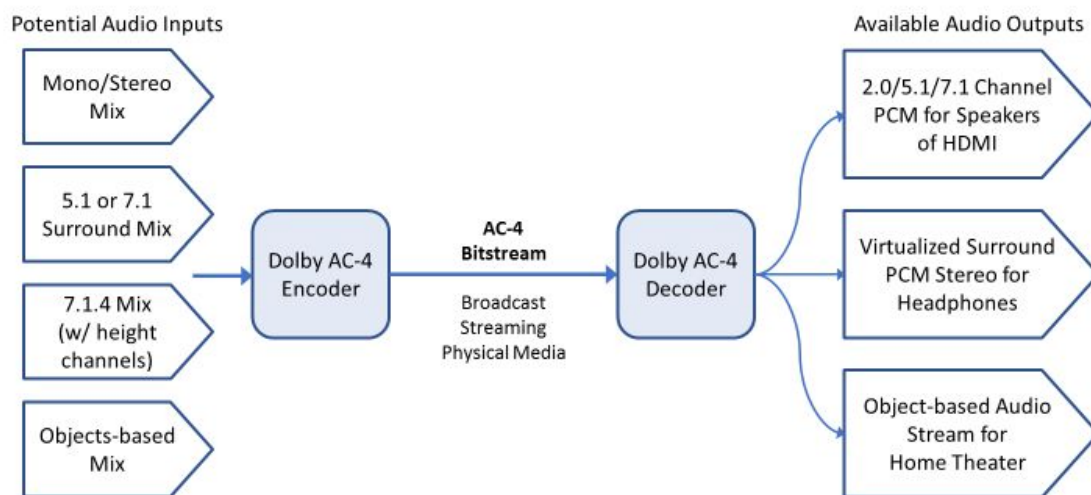 Potential Audio Inputs
Available Audio Outputs
Mono/Stereo
Mix
5.1 or 7.1
Surround Mix
7.1.4 Mix
(w/ height
channels)
Objects-based
Mix
Dolby AC-4
Encoder
AC-4
Bitstream
Broadcast
Streaming
Physical Media
Dolby AC-4
Decoder
2.0/5.1/7.1 Channel
PCM for Speakers
of HDMI
Virtualized Surround
PCM Stereo for
Headphones
Object-based Audio
Stream for
Home Theater